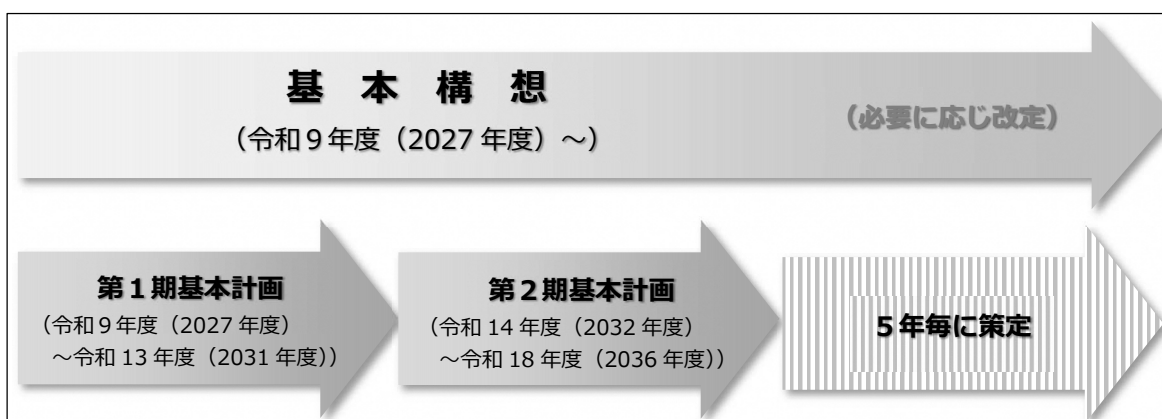 基 本 構 想
（令和９年度（2027 年度）～）
（必要に応じ改定）
第１期基本計画
（令和９年度（2027 年度）
～令和 13 年度（2031 年度））
第２期基本計画
（令和 14 年度（2032 年度）
～令和 18 年度（2036 年度））
５年毎に策定